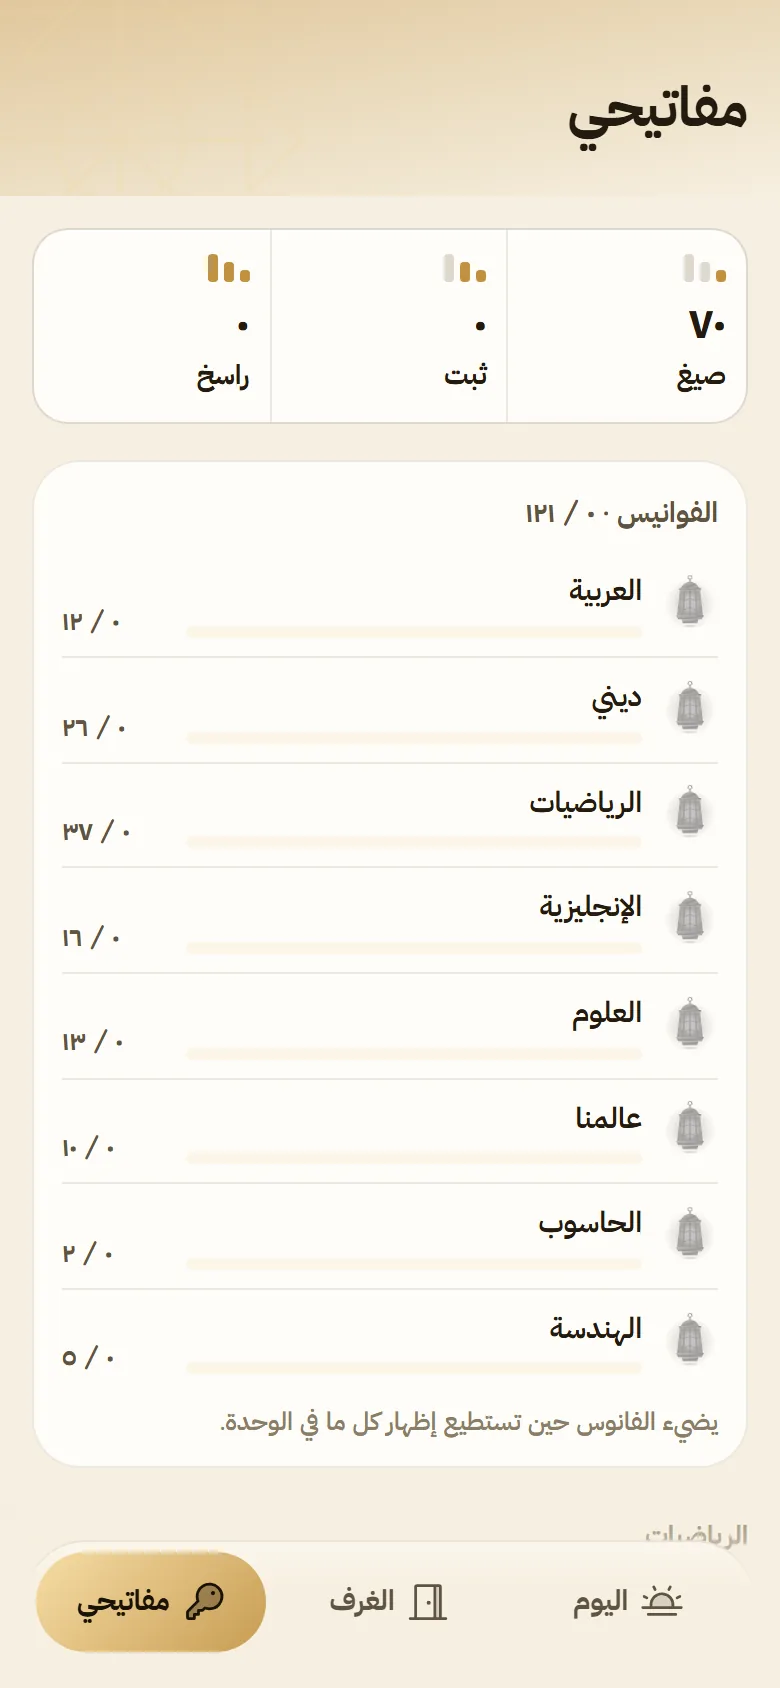 مفاتيحي
٧٠
صيغ
٠
ثبت
٠
راسخ
الفوانيس · ٠ / ١٢١
العربية
٠ / ١٢
ديني
٠ / ٢٦
الرياضيات
٠ / ٣٧
الإنجليزية
٠ / ١٦
العلوم
٠ / ١٣
عالمنا
٠ / ١٠
الحاسوب
٠ / ٢
الهندسة
٠ / ٥
يضيء الفانوس حين تستطيع إظهار كل ما في الوحدة.
الرياضيات
اليوم
الغرف
مفاتيحي